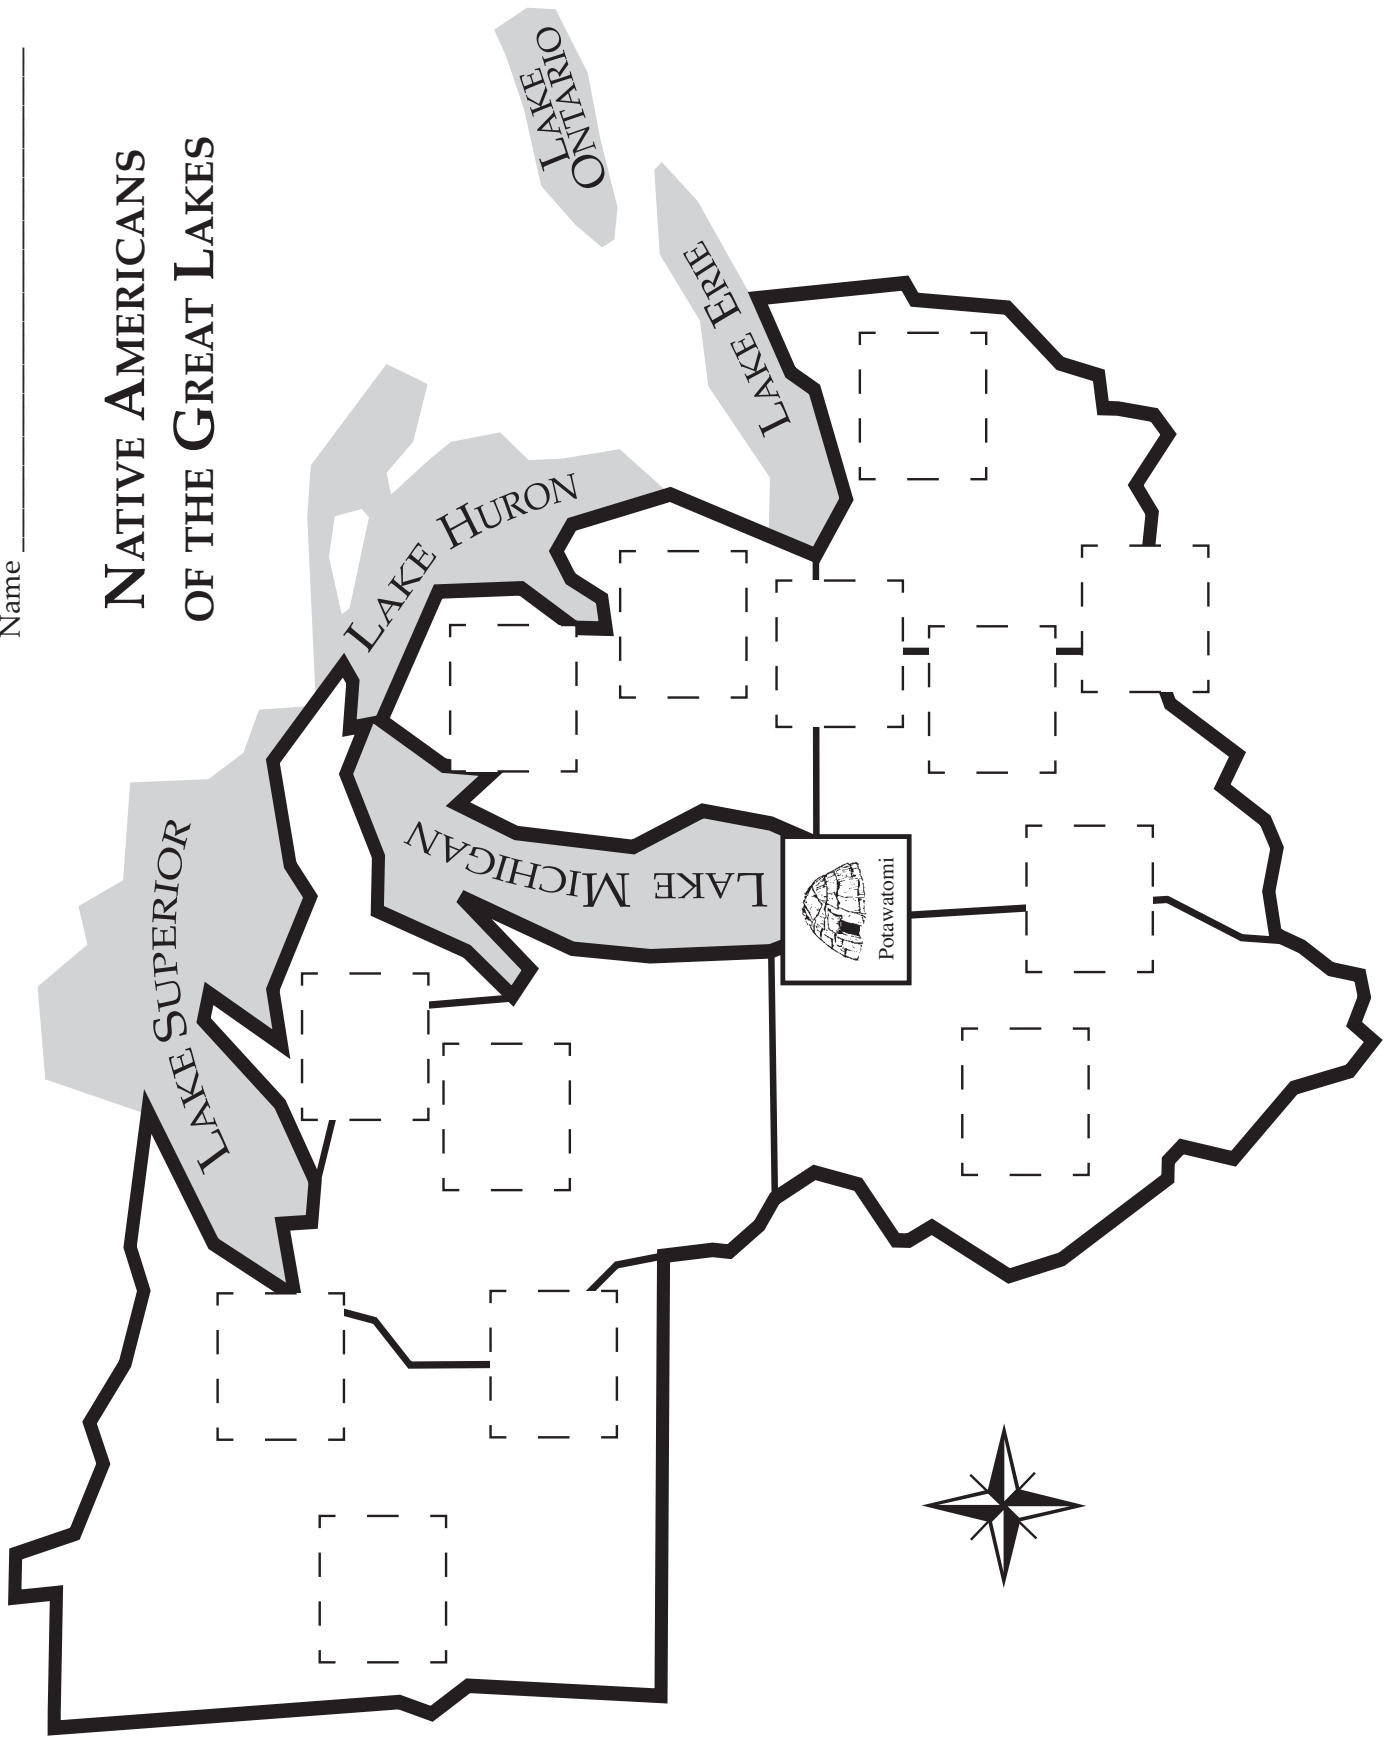 Name
NATIVE AMERICANS
OF THE GREAT LAKES
LAKE SUPERIOR
LAKE MICHIGAN
LAKE HURON
LAKE ERIE
LAKE
ONTARIO
Potawatomi